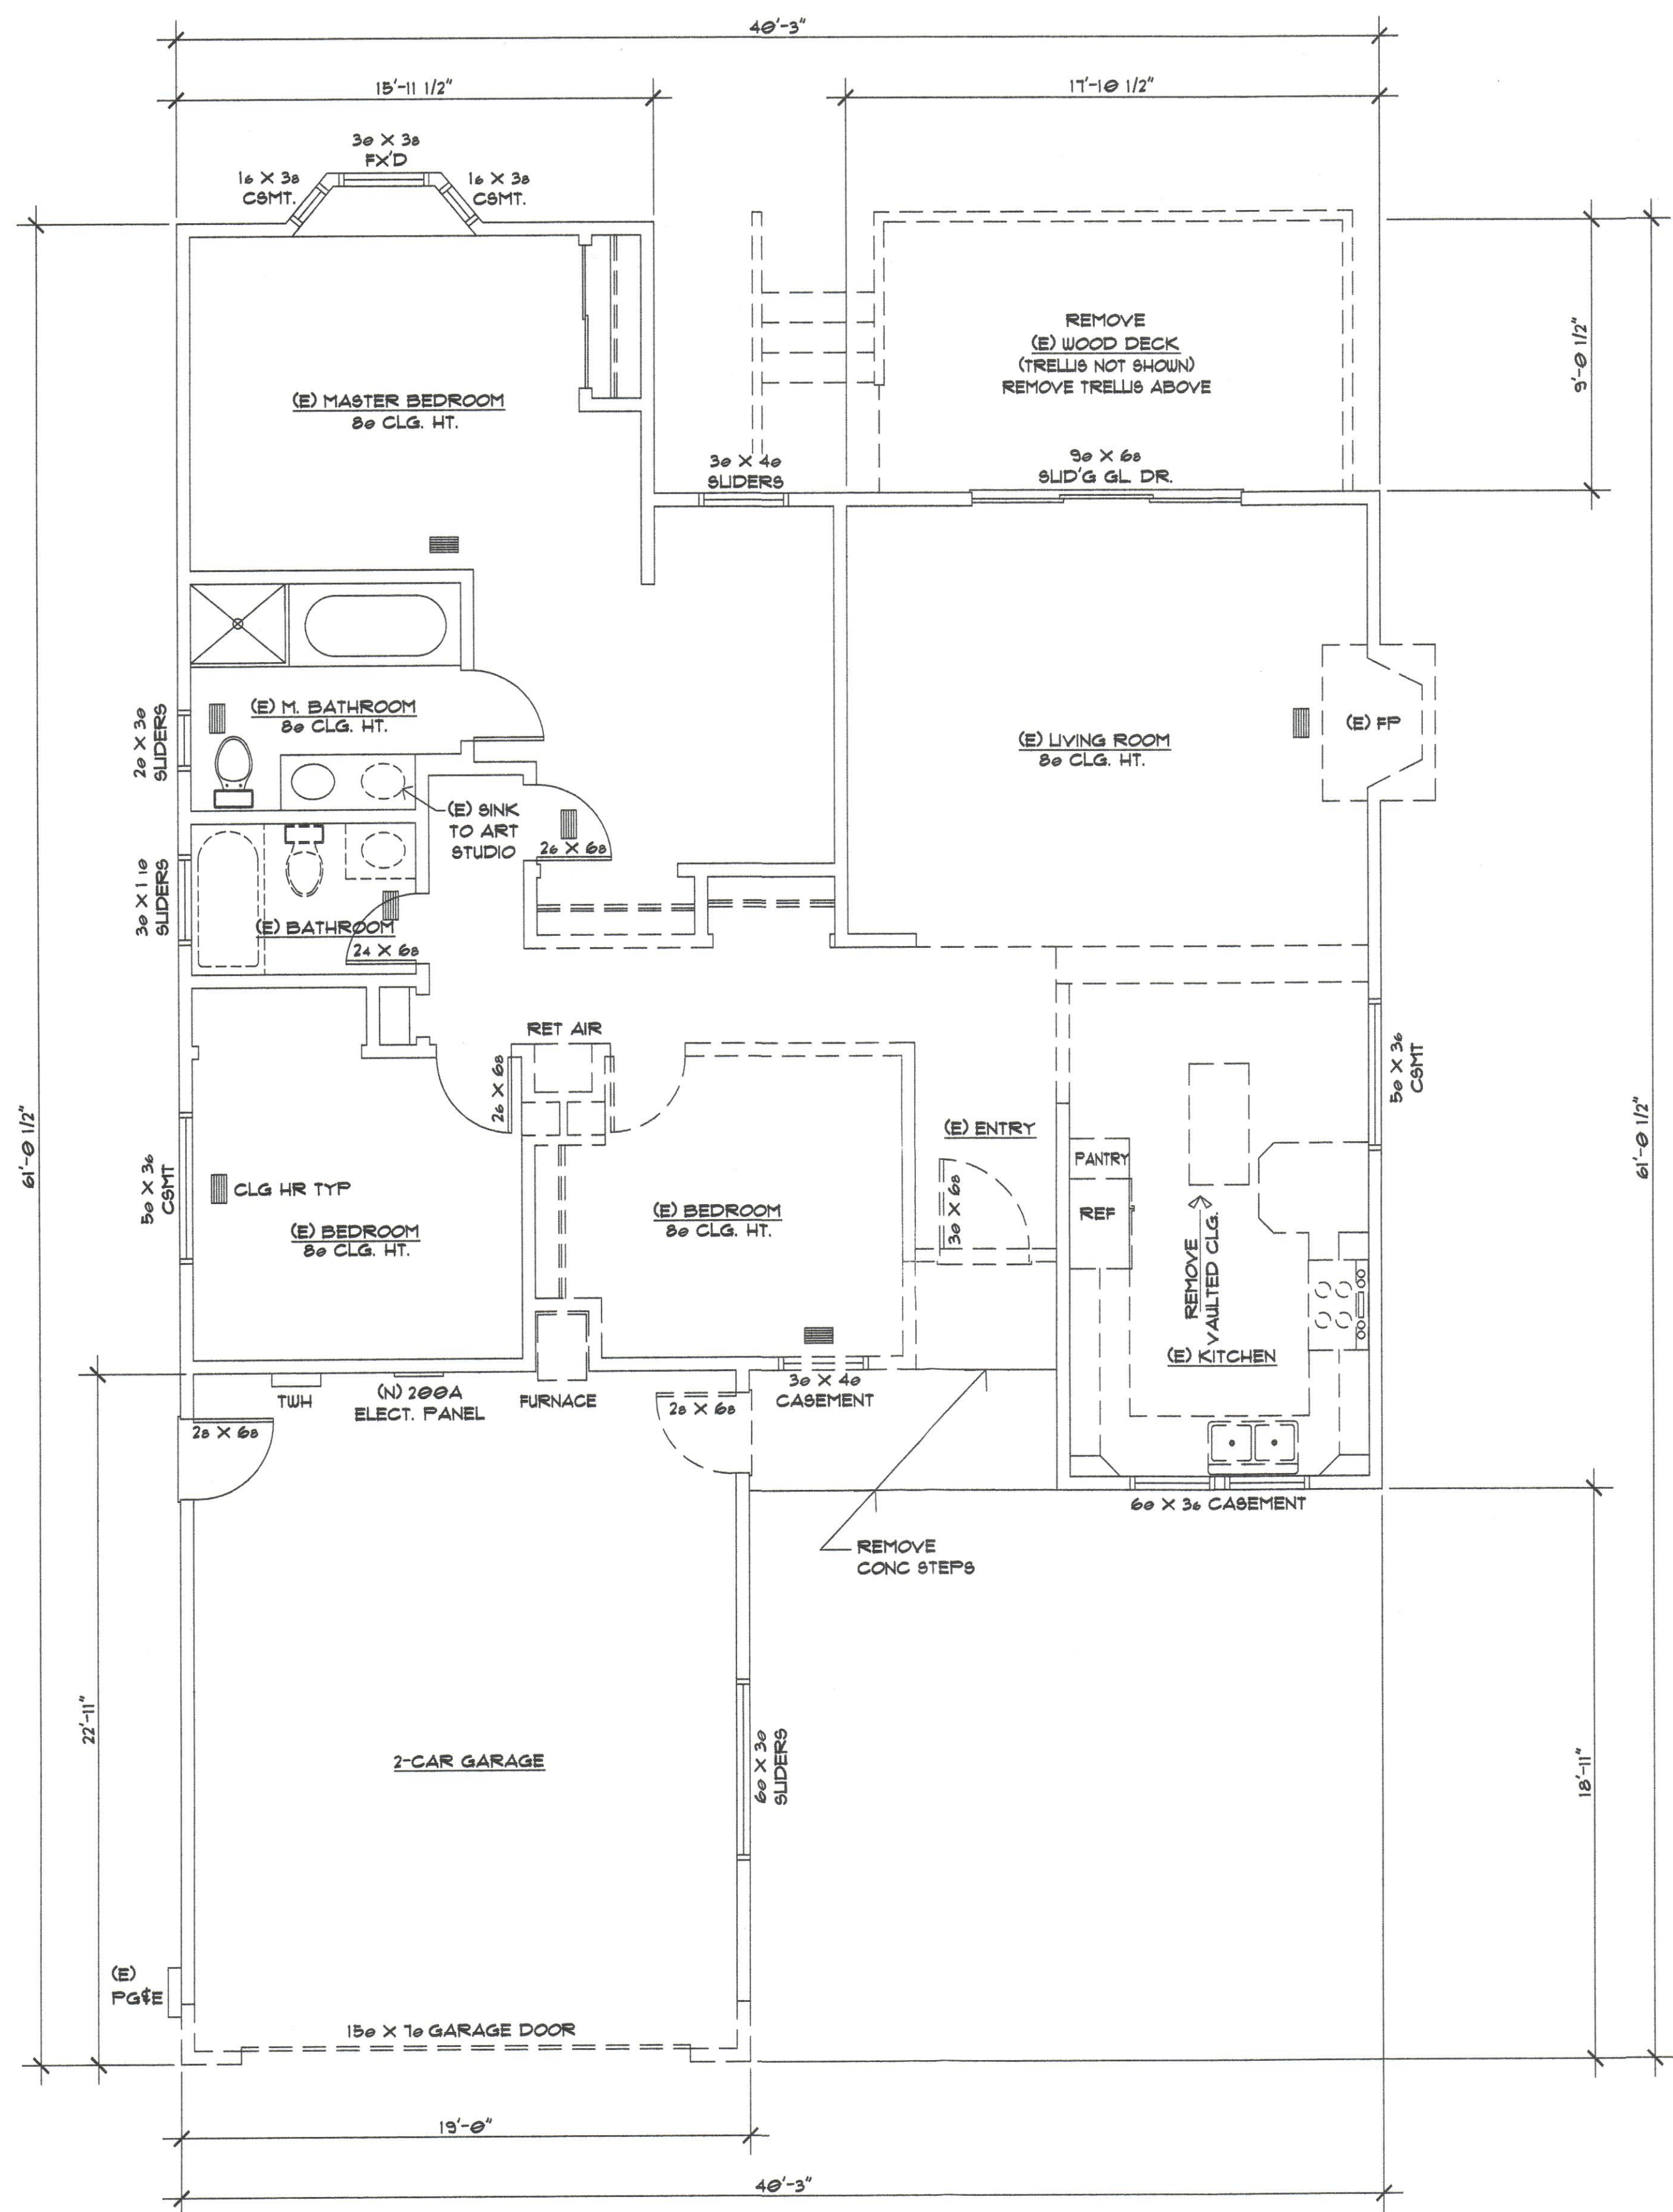 40'-3"
15'-11 1/2"
17'-10 1/2"
30 X 38
FX'D
16 X 38
CSMT.
16 X 38
CSMT.
REMOVE
(E) WOOD DECK
(TRELLIS NOT SHOWN)
REMOVE TRELLIS ABOVE
9'-0 1/2"
(E) MASTER BEDROOM
80 CLG. HT.
30 X 40
SLIDERS
90 X 68
SLID'G GL. DR.
(E) M. BATHROOM
80 CLG. HT.
20 X 30
SLIDERS
(E) LIVING ROOM
80 CLG. HT.
(E) FP
(E) SINK
TO ART
STUDIO
26 X 68
30 X 110
SLIDERS
(E) BATHROOM
24 X 68
RET AIR
26 X 68
50 X 36
CSMT
61'-0 1/2"
61'-0 1/2"
(E) ENTRY
30 X 68
PANTRY
REF
50 X 36
CSMT
CLG HR TYP
(E) BEDROOM
80 CLG. HT.
(E) BEDROOM
80 CLG. HT.
REMOVE
VAULTED CLG.
(E) KITCHEN
TWH
(N) 200A
ELECT. PANEL
FURNACE
28 X 68
30 X 40
CASEMENT
28 X 68
60 X 36 CASEMENT
REMOVE
CONC STEPS
22'-11"
2-CAR GARAGE
60 X 30
SLIDERS
18'-11"
(E)
PG&E
150 X 70 GARAGE DOOR
19'-0"
40'-3"